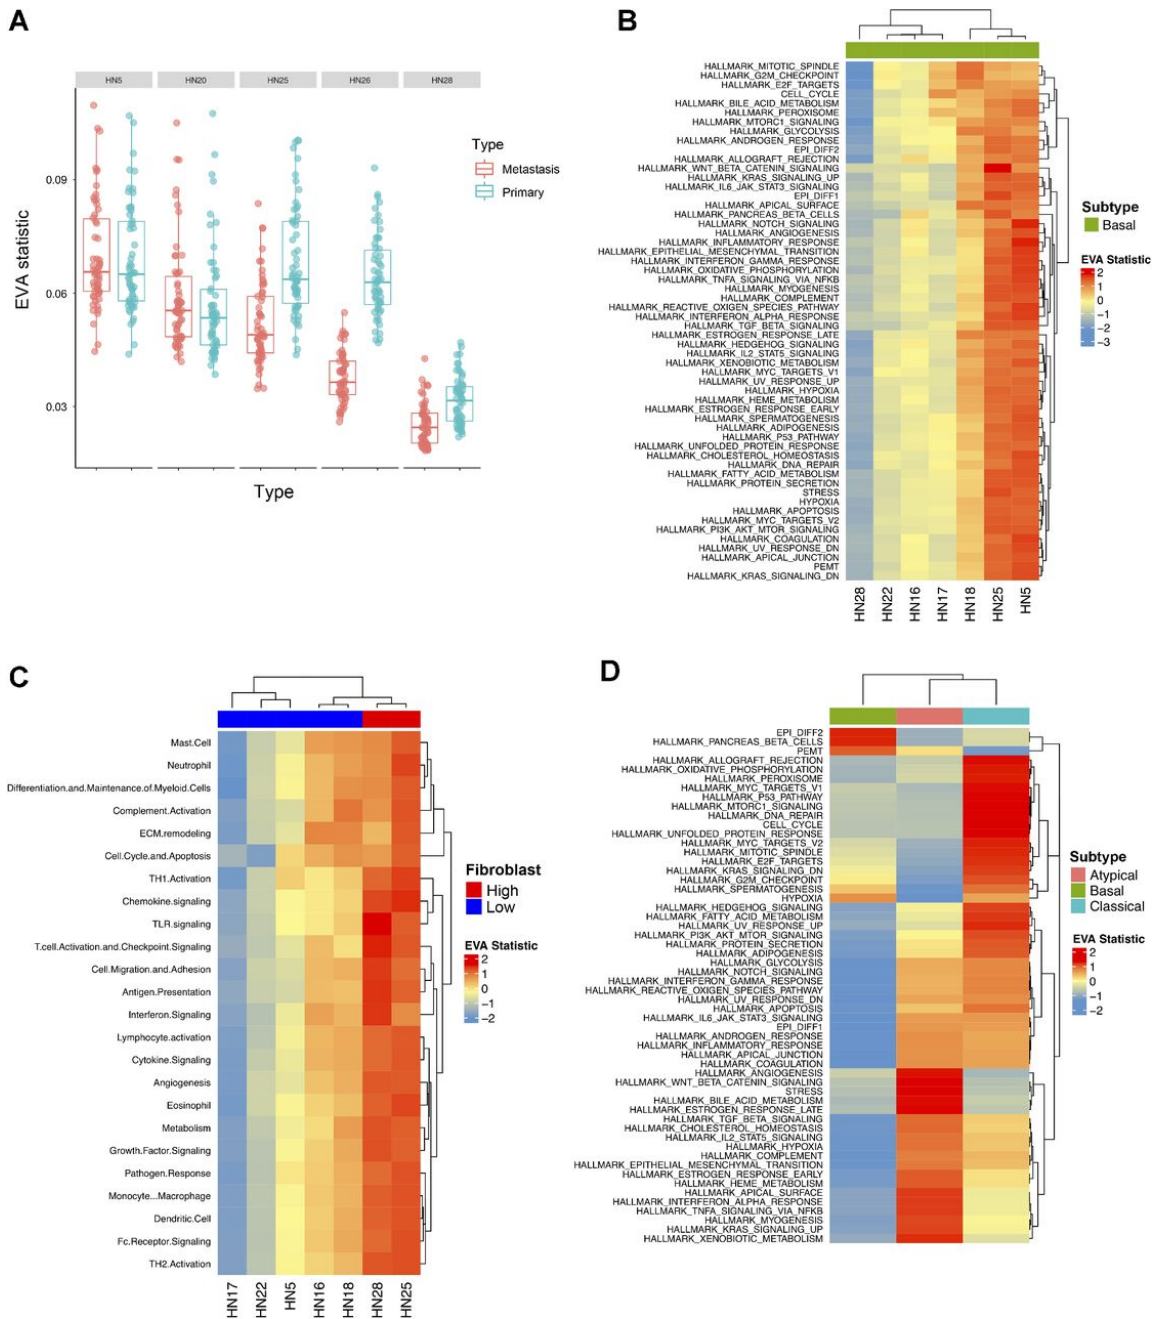 A
HN5
HN20
HN25
HN26
HN28
EVA statistic
0.09
0.06
0.03
Type
Type
Metastasis
Primary
B
HALLMARK_MITOTIC_SPINDLE
HALLMARK_G2M_CHECKPOINT
HALLMARK_E2F_TARGETS
CELL_CYCLE
HALLMARK_BILE_ACID_METABOLISM
HALLMARK_PEROXISOME
HALLMARK_MTORC1_SIGNALING
HALLMARK_GLYCOLYSIS
HALLMARK_ANDROGEN_RESPONSE
EPI_DIFF2
HALLMARK_ALLOGRAFT_REJECTION
HALLMARK_WNT_BETA_CATENIN_SIGNALING
HALLMARK_KRAS_SIGNALING_UP
HALLMARK_IL6_JAK_STAT3_SIGNALING
EPI_DIFF1
HALLMARK_APICAL_SURFACE
HALLMARK_PANCREAS_BETA_CELLS
HALLMARK_NOTCH_SIGNALING
HALLMARK_ANGIOGENESIS
HALLMARK_INFLAMMATORY_RESPONSE
HALLMARK_EPITHELIAL_MESENCHYMAL_TRANSITION
HALLMARK_INTERFERON_GAMMA_RESPONSE
HALLMARK_OXIDATIVE_PHOSPHORYLATION
HALLMARK_TNFA_SIGNALING_VIA_NFKB
HALLMARK_MYOGENESIS
HALLMARK_COMPLEMENT
HALLMARK_REACTIVE_OXIGEN_SPECIES_PATHWAY
HALLMARK_INTERFERON_ALPHA_RESPONSE
HALLMARK_TGF_BETA_SIGNALING
HALLMARK_ESTROGEN_RESPONSE_LATE
HALLMARK_HEDGEHOG_SIGNALING
HALLMARK_IL2_STAT5_SIGNALING
HALLMARK_XENOBIOTIC_METABOLISM
HALLMARK_MYC_TARGETS_V1
HALLMARK_UV_RESPONSE_UP
HALLMARK_HYPOXIA
HALLMARK_HEME_METABOLISM
HALLMARK_ESTROGEN_RESPONSE_EARLY
HALLMARK_SPERMATOGENESIS
HALLMARK_ADIPOGENESIS
HALLMARK_P53_PATHWAY
HALLMARK_UNFOLDED_PROTEIN_RESPONSE
HALLMARK_CHOLESTEROL_HOMEOSTASIS
HALLMARK_DNA_REPAIR
HALLMARK_FATTY_ACID_METABOLISM
HALLMARK_PROTEIN_SECRETION
STRESS
HYPOXIA
HALLMARK_APOPTOSIS
HALLMARK_MYC_TARGETS_V2
HALLMARK_PI3K_AKT_MTOR_SIGNALING
HALLMARK_COAGULATION
HALLMARK_UV_RESPONSE_DN
HALLMARK_APICAL_JUNCTION
PEMT
HALLMARK_KRAS_SIGNALING_DN
HN28
HN22
HN16
HN17
HN18
HN25
HN5
Subtype
Basal
EVA Statistic
2
1
0
−1
−2
−3
C
Mast.Cell
Neutrophil
Differentiation.and.Maintenance.of.Myeloid.Cells
Complement.Activation
ECM.remodeling
Cell.Cycle.and.Apoptosis
TH1.Activation
Chemokine.signaling
TLR.signaling
T.cell.Activation.and.Checkpoint.Signaling
Cell.Migration.and.Adhesion
Antigen.Presentation
Interferon.Signaling
Lymphocyte.activation
Cytokine.Signaling
Angiogenesis
Eosinophil
Metabolism
Growth.Factor.Signaling
Pathogen.Response
Monocyte...Macrophage
Dendritic.Cell
Fc.Receptor.Signaling
TH2.Activation
HN17
HN22
HN5
HN16
HN18
HN28
HN25
Fibroblast
High
Low
EVA Statistic
2
1
0
−1
−2
D
EPI_DIFF2
HALLMARK_PANCREAS_BETA_CELLS
PEMT
HALLMARK_ALLOGRAFT_REJECTION
HALLMARK_OXIDATIVE_PHOSPHORYLATION
HALLMARK_PEROXISOME
HALLMARK_MYC_TARGETS_V1
HALLMARK_P53_PATHWAY
HALLMARK_MTORC1_SIGNALING
HALLMARK_DNA_REPAIR
CELL_CYCLE
HALLMARK_UNFOLDED_PROTEIN_RESPONSE
HALLMARK_MYC_TARGETS_V2
HALLMARK_MITOTIC_SPINDLE
HALLMARK_E2F_TARGETS
HALLMARK_KRAS_SIGNALING_DN
HALLMARK_G2M_CHECKPOINT
HALLMARK_SPERMATOGENESIS
HYPOXIA
HALLMARK_HEDGEHOG_SIGNALING
HALLMARK_FATTY_ACID_METABOLISM
HALLMARK_UV_RESPONSE_UP
HALLMARK_PI3K_AKT_MTOR_SIGNALING
HALLMARK_PROTEIN_SECRETION
HALLMARK_ADIPOGENESIS
HALLMARK_GLYCOLYSIS
HALLMARK_NOTCH_SIGNALING
HALLMARK_INTERFERON_GAMMA_RESPONSE
HALLMARK_REACTIVE_OXIGEN_SPECIES_PATHWAY
HALLMARK_UV_RESPONSE_DN
HALLMARK_APOPTOSIS
HALLMARK_IL6_JAK_STAT3_SIGNALING
EPI_DIFF1
HALLMARK_ANDROGEN_RESPONSE
HALLMARK_INFLAMMATORY_RESPONSE
HALLMARK_APICAL_JUNCTION
HALLMARK_COAGULATION
HALLMARK_ANGIOGENESIS
HALLMARK_WNT_BETA_CATENIN_SIGNALING
STRESS
HALLMARK_BILE_ACID_METABOLISM
HALLMARK_ESTROGEN_RESPONSE_LATE
HALLMARK_TGF_BETA_SIGNALING
HALLMARK_CHOLESTEROL_HOMEOSTASIS
HALLMARK_IL2_STAT5_SIGNALING
HALLMARK_HYPOXIA
HALLMARK_COMPLEMENT
HALLMARK_EPITHELIAL_MESENCHYMAL_TRANSITION
HALLMARK_ESTROGEN_RESPONSE_EARLY
HALLMARK_HEME_METABOLISM
HALLMARK_APICAL_SURFACE
HALLMARK_INTERFERON_ALPHA_RESPONSE
HALLMARK_TNFA_SIGNALING_VIA_NFKB
HALLMARK_MYOGENESIS
HALLMARK_KRAS_SIGNALING_UP
HALLMARK_XENOBIOTIC_METABOLISM
Subtype
Atypical
Basal
Classical
EVA Statistic
2
1
0
−1
−2